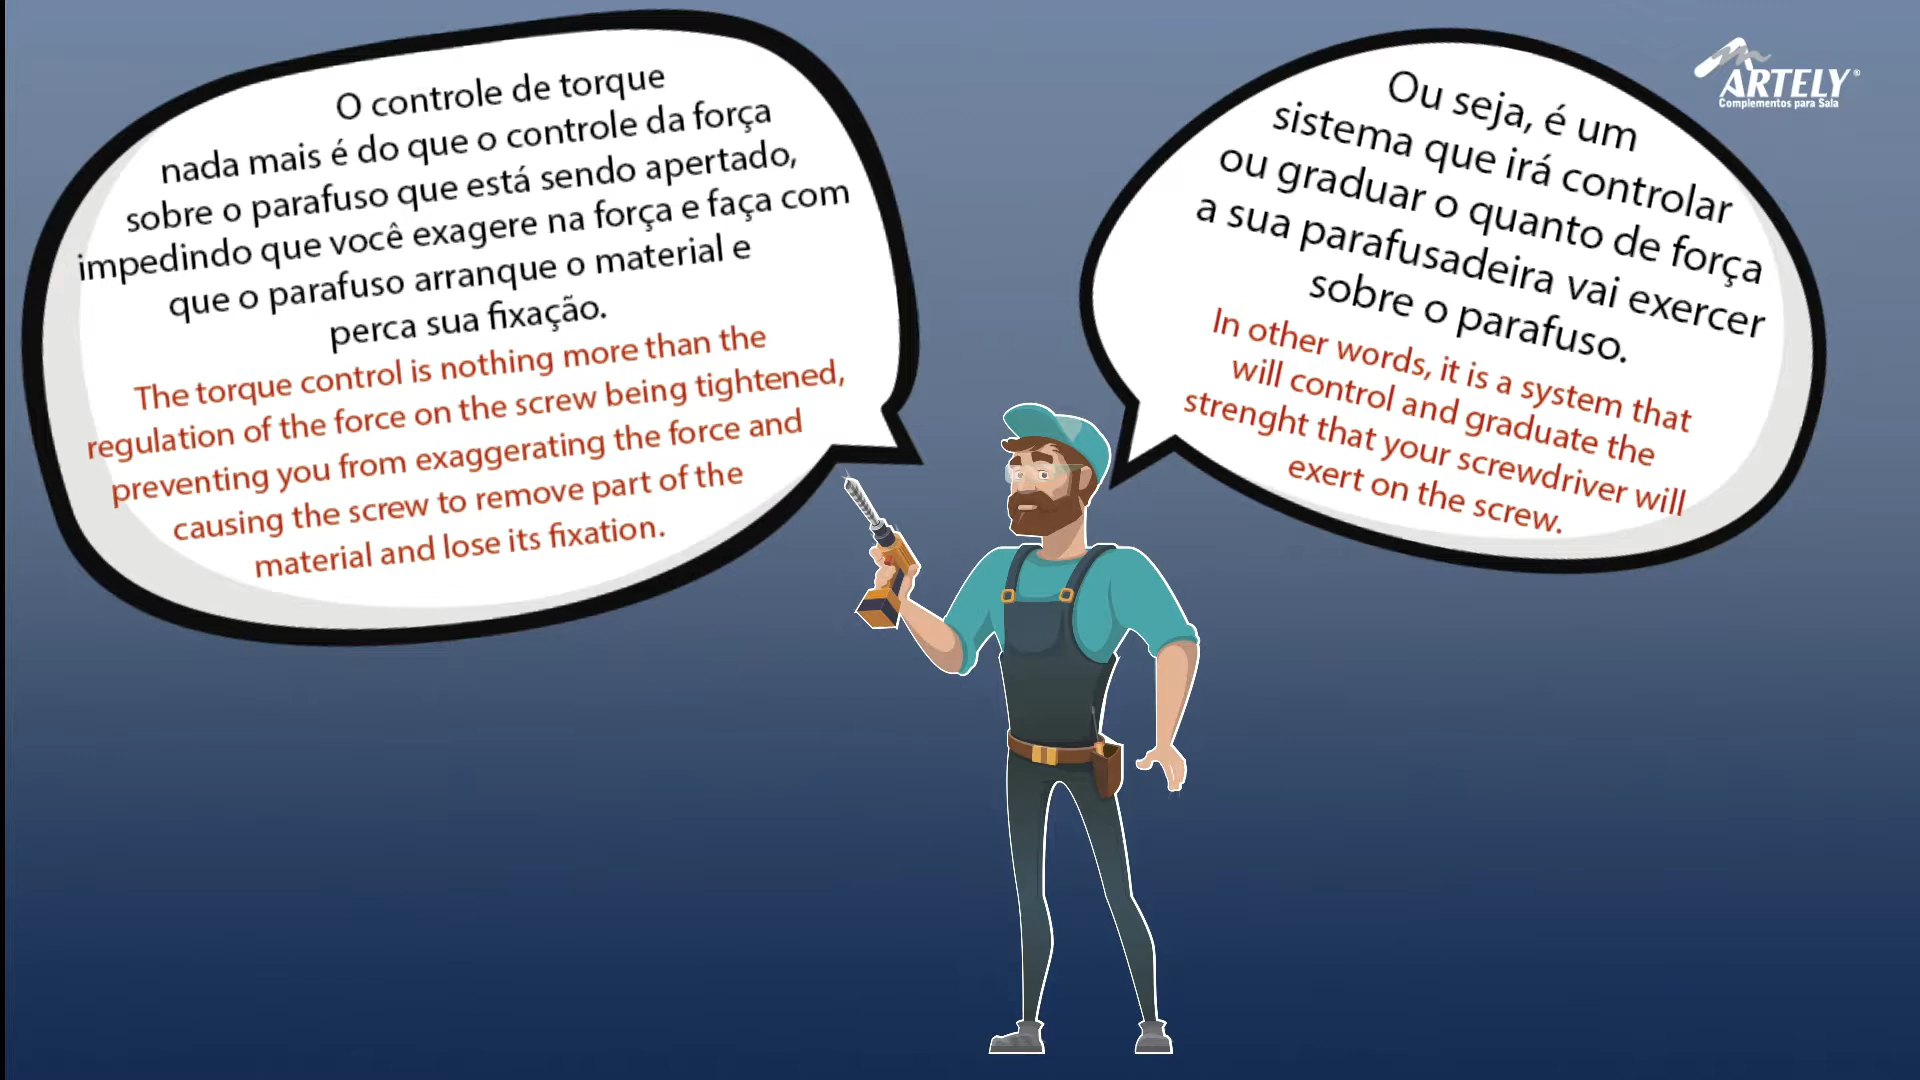 O controle de torque
nada mais é do que o controle da força
sobre o parafuso que está sendo apertado,
impedindo que você exagere na força e faça com
que o parafuso arranque o material e
perca sua fixação.
The torque control is nothing more than the
regulation of the force on the screw being tightened,
preventing you from exaggerating the force and
causing the screw to remove part of the
material and lose its fixation.
Ou seja, é um
sistema que irá controlar
ou graduar o quanto de força
a sua parafusadeira vai exercer
sobre o parafuso.
In other words, it is a system that
will control and graduate the
strenght that your screwdriver will
exert on the screw.
ARTELY®
Complementos para Sala